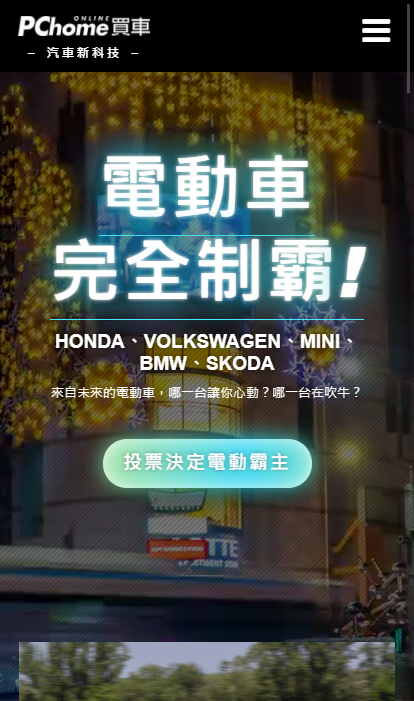 PChome ONLINE 買車
– 汽車新科技 –
電動車
完全制霸!
HONDA、VOLKSWAGEN、MINI、
BMW、SKODA
來自未來的電動車，哪一台讓你心動？哪一台在吹牛？
投票決定電動霸主